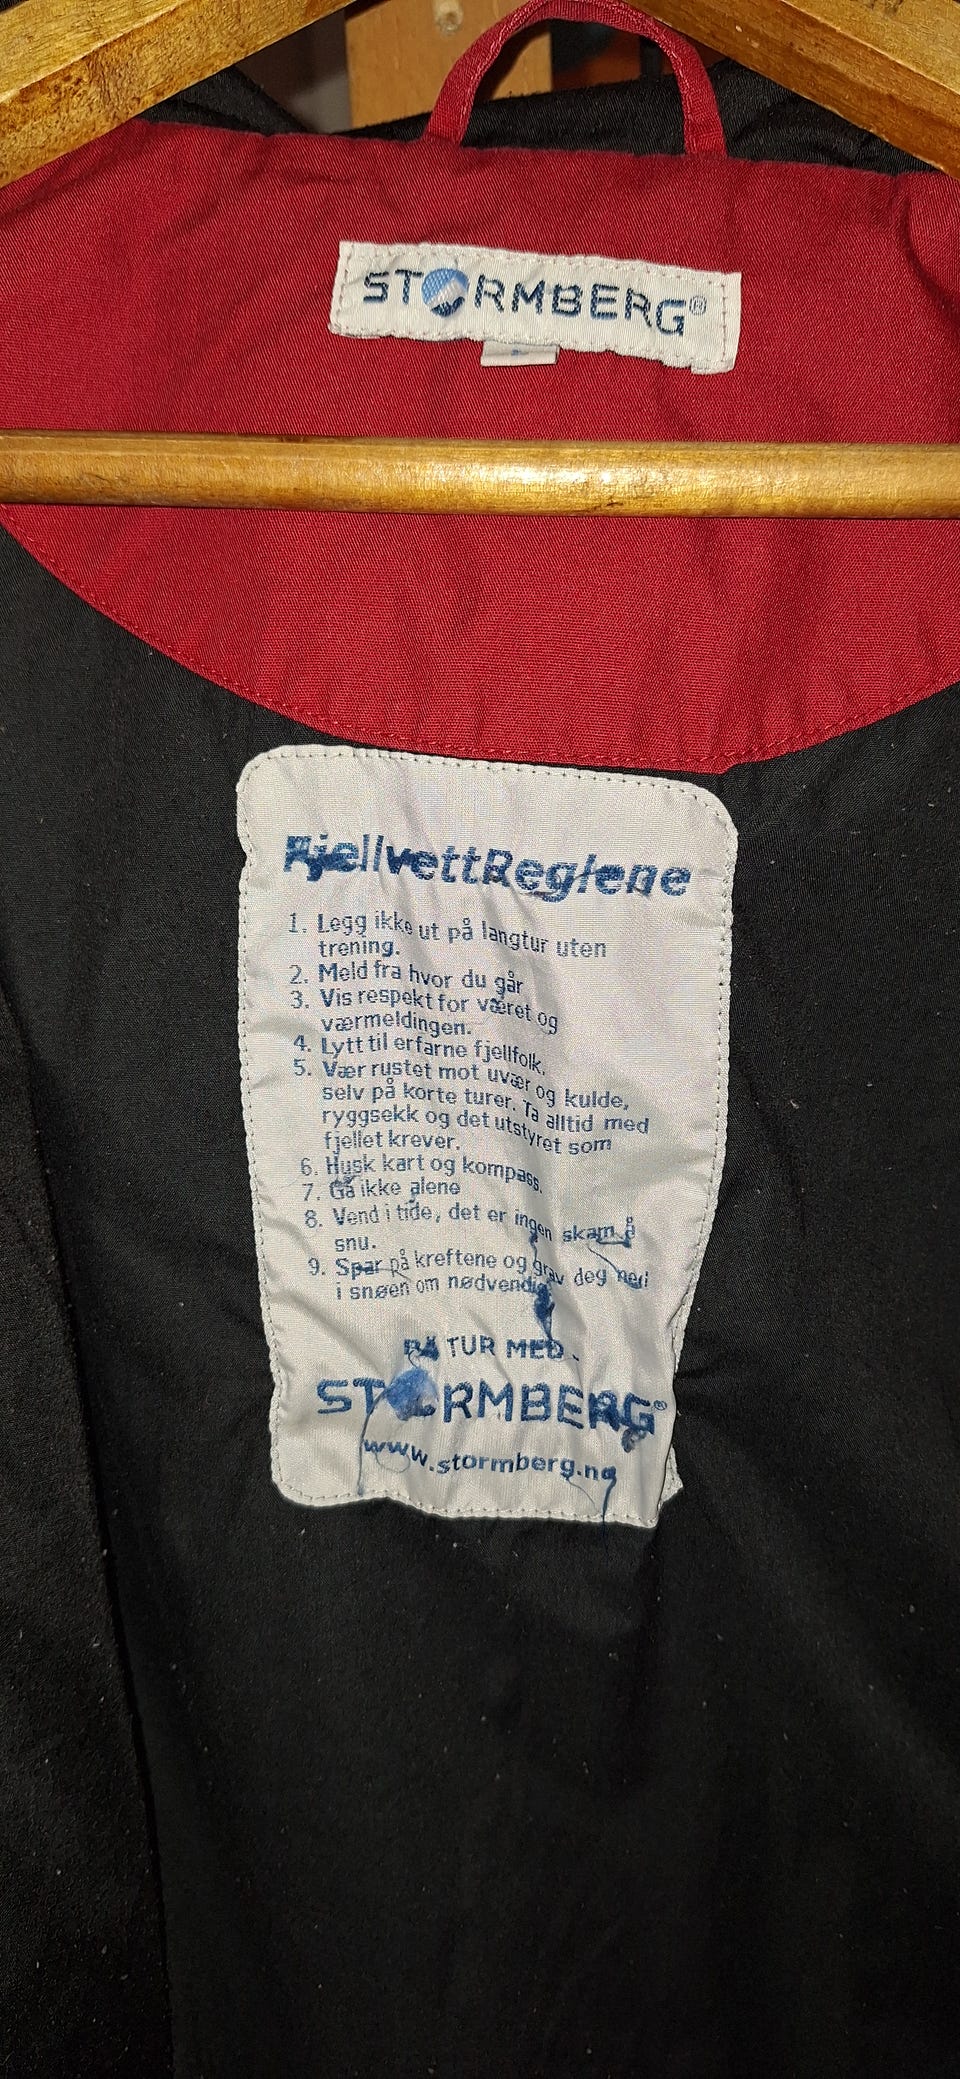 STORMBERG®
FjellvettReglene
1. Legg ikke ut på langtur uten
trening.
2. Meld fra hvor du går
3. Vis respekt for været og
værmeldingen.
4. Lytt til erfarne fjellfolk.
5. Vær rustet mot uvær og kulde,
selv på korte turer. Ta alltid med
ryggsekk og det utstyret som
fjellet krever.
6. Husk kart og kompass.
7. Gå ikke alene
8. Vend i tide, det er ingen skam å
snu.
9. Spar på kreftene og grav deg ned
i snøen om nødvendig
PÅ TUR MED
STORMBERG®
www.stormberg.no